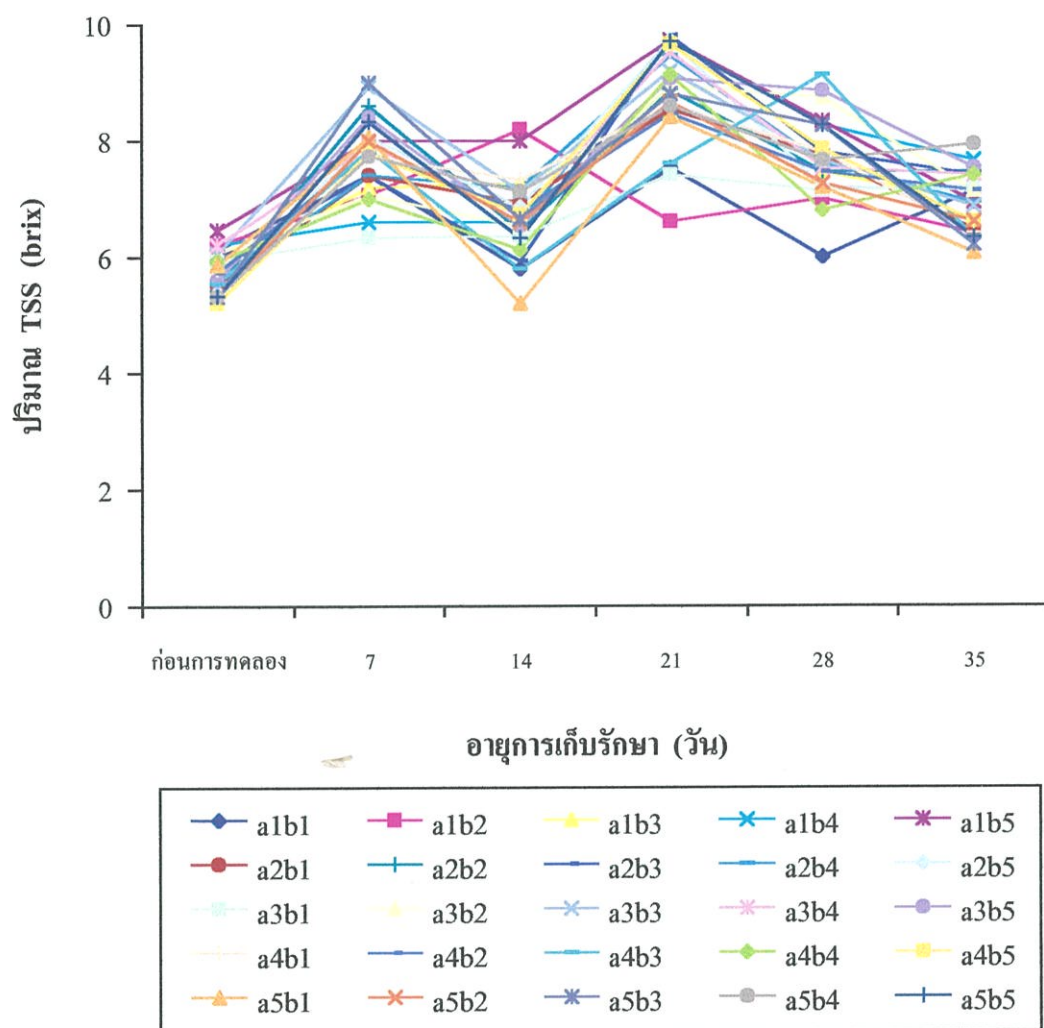 10
8
6
4
2
0
ปริมาณ TSS (brix)
ก่อนการทดลอง 7 14 21 28 35
อายุการเก็บรักษา (วัน)
a1b1 a1b2 a1b3 a1b4 a1b5
a2b1 a2b2 a2b3 a2b4 a2b5
a3b1 a3b2 a3b3 a3b4 a3b5
a4b1 a4b2 a4b3 a4b4 a4b5
a5b1 a5b2 a5b3 a5b4 a5b5